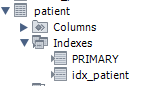 patient
Columns
Indexes
PRIMARY
idx_patient